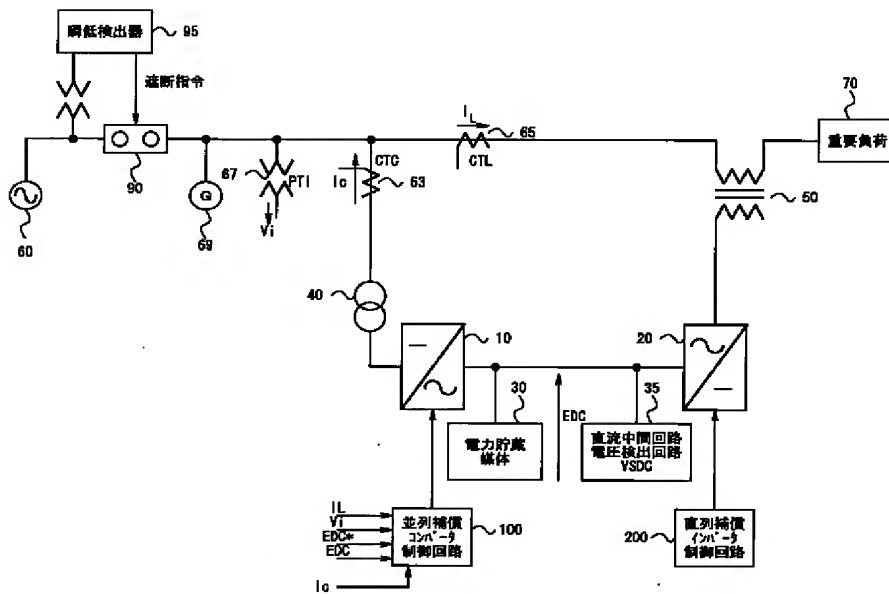 瞬低検出器
95
遮断指令
90
60
G
69
67
PTI
Vi
CTC
Ic
63
IL
65
CTL
70
重要負荷
50
40
10
20
30
電力貯蔵
媒体
EDC
35
直流中間回路
電圧検出回路
VSDC
IL
Vi
EDC*
EDC
Ic
並列補償
コンバータ
制御回路
100
200
直列補償
インバータ
制御回路